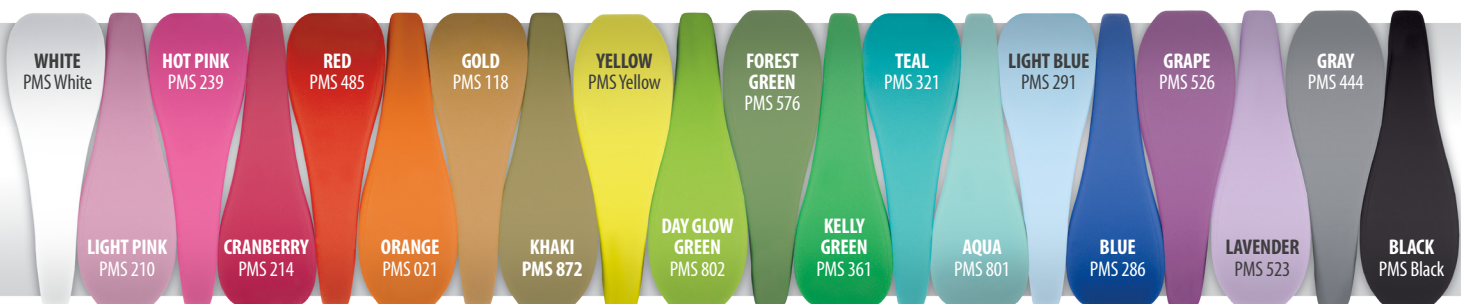 WHITE
PMS White
LIGHT PINK
PMS 210
HOT PINK
PMS 239
CRANBERRY
PMS 214
RED
PMS 485
ORANGE
PMS 021
GOLD
PMS 118
KHAKI
PMS 872
YELLOW
PMS Yellow
DAY GLOW
GREEN
PMS 802
FOREST
GREEN
PMS 576
KELLY
GREEN
PMS 361
TEAL
PMS 321
AQUA
PMS 801
LIGHT BLUE
PMS 291
BLUE
PMS 286
GRAPE
PMS 526
LAVENDER
PMS 523
GRAY
PMS 444
BLACK
PMS Black